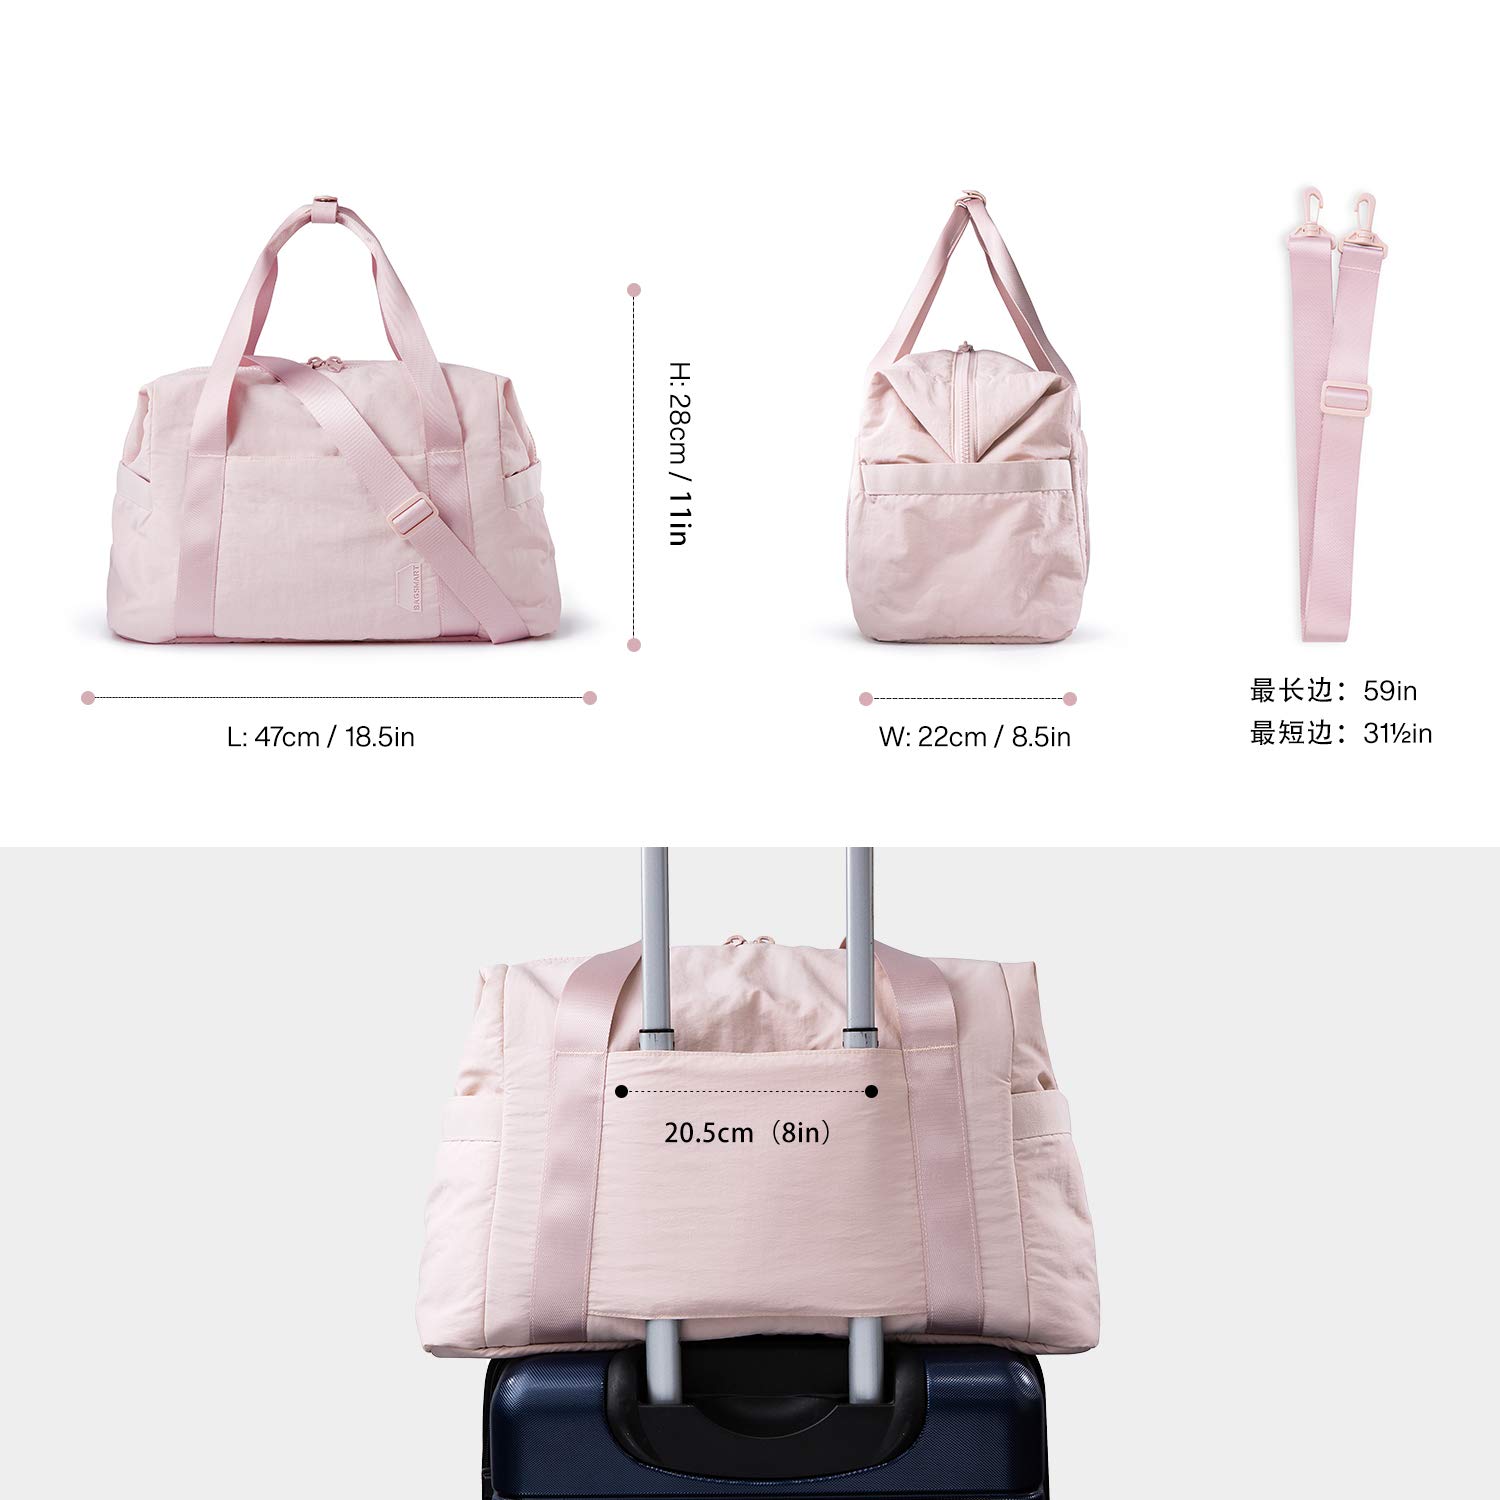 H: 28cm / 11in
BAGSMART
L: 47cm / 18.5in
W: 22cm / 8.5in
最长边：59in
最短边：31½in
20.5cm（8in）